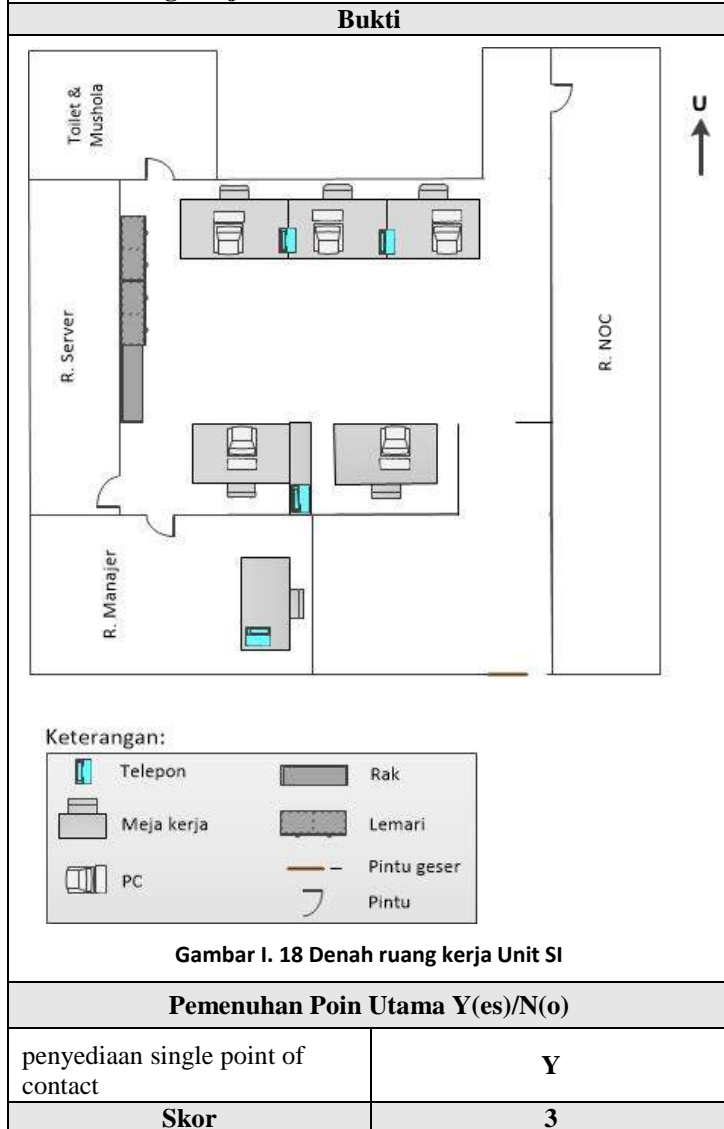 Bukti
Toilet &
Mushola
U
R. Server
R. NOC
R. Manajer
Keterangan:
Telepon
Rak
Meja kerja
Lemari
PC
Pintu geser
Pintu
Gambar I. 18 Denah ruang kerja Unit SI
Pemenuhan Poin Utama Y(es)/N(o)
penyediaan single point of
contact
Y
Skor
3